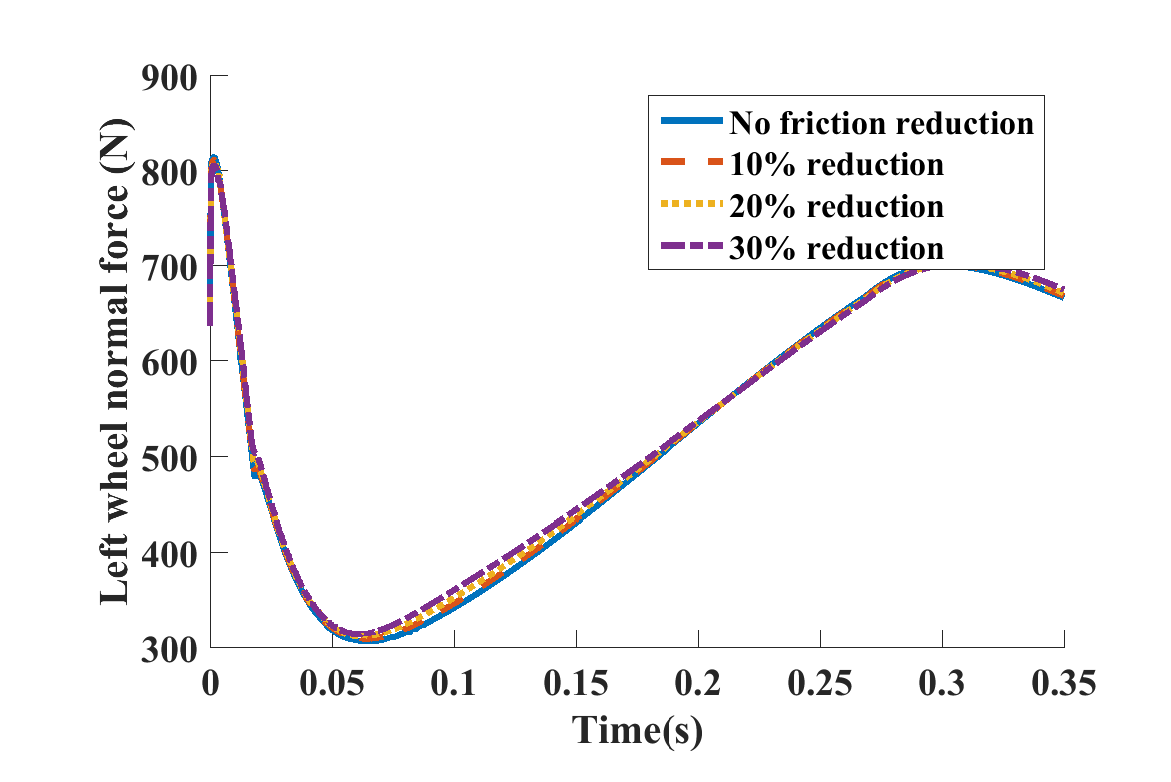 900
800
700
600
500
400
300
Left wheel normal force (N)
No friction reduction
10% reduction
20% reduction
30% reduction
0
0.05
0.1
0.15
0.2
0.25
0.3
0.35
Time(s)